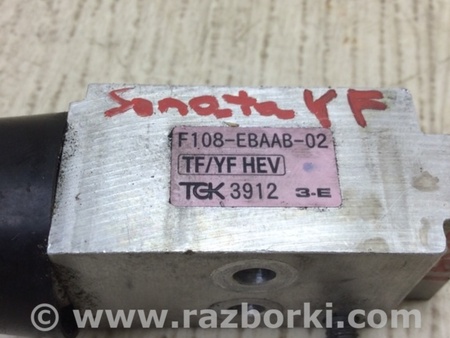 Sonata YF
F108-EBAAB-02
TF/YF HEV
TGK 3912 3-E
© www.razborki.com